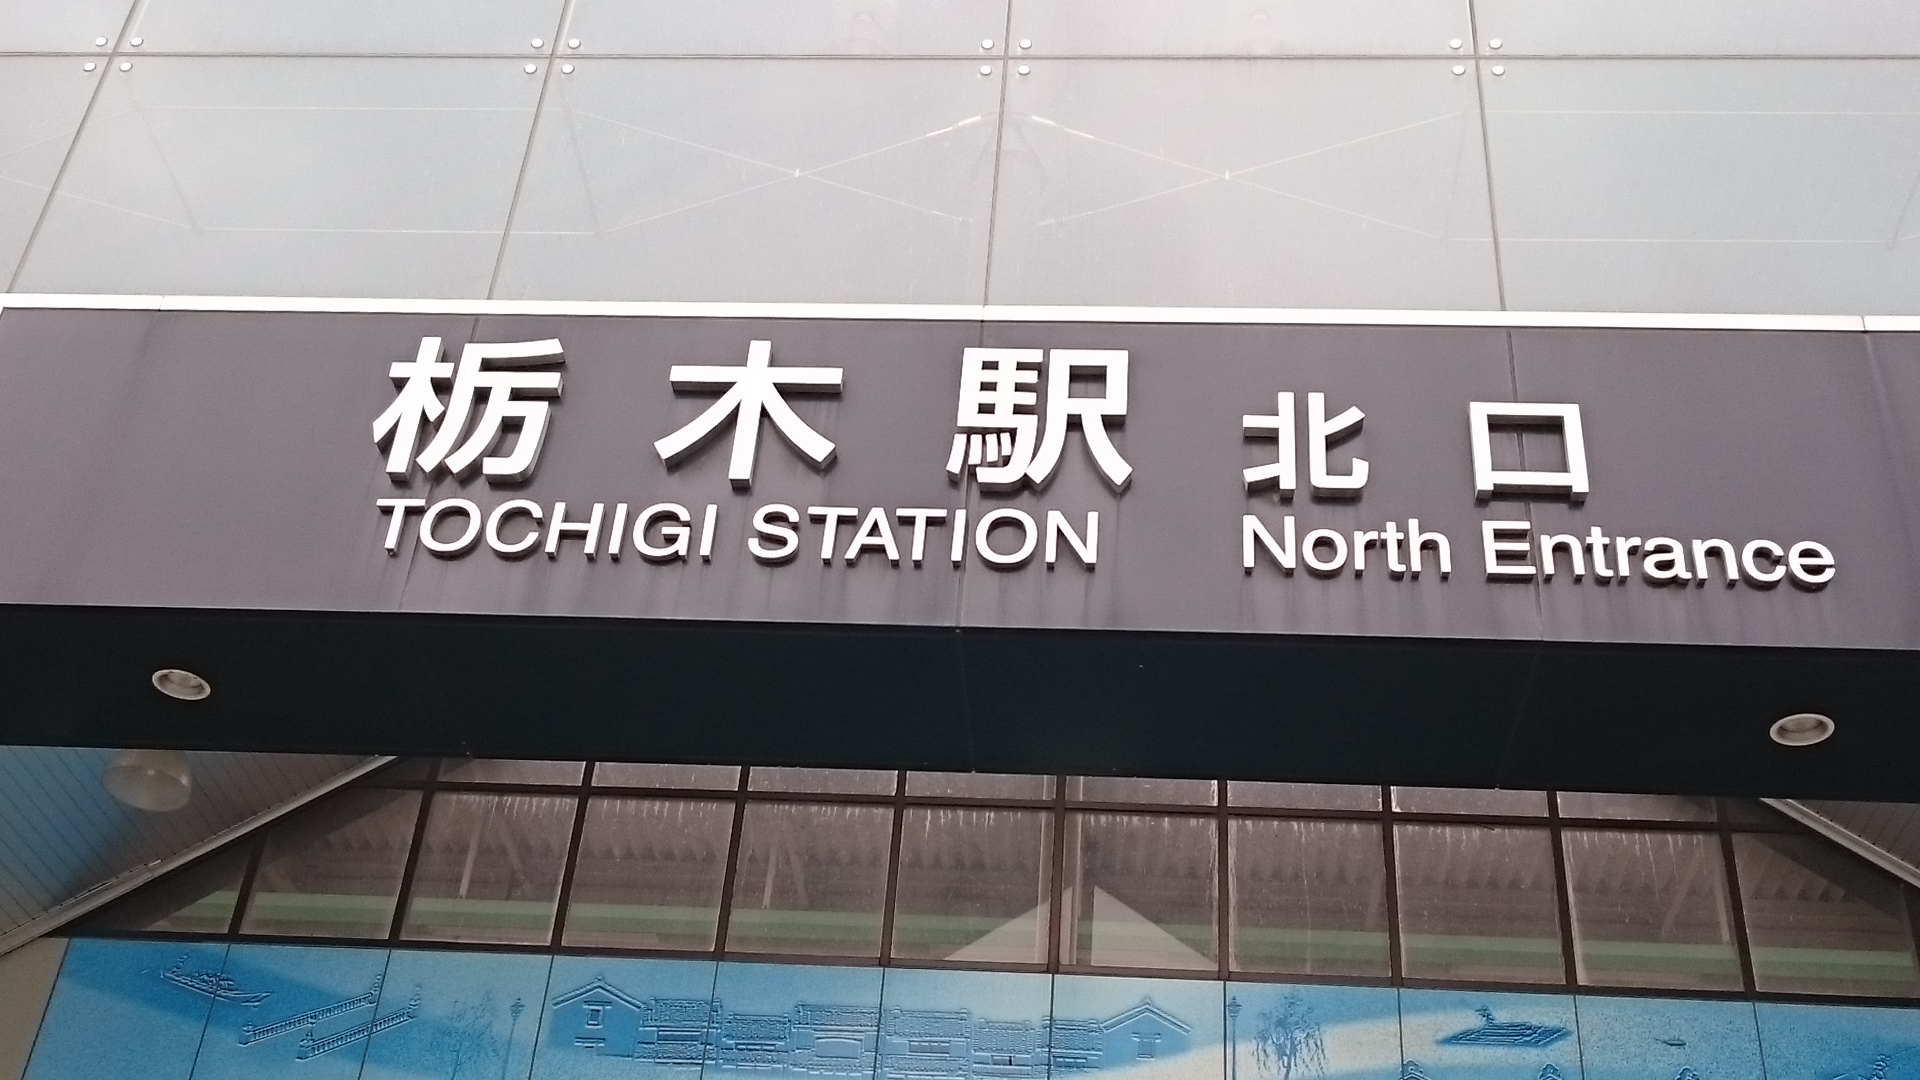 栃木駅 北口
TOCHIGI STATION North Entrance